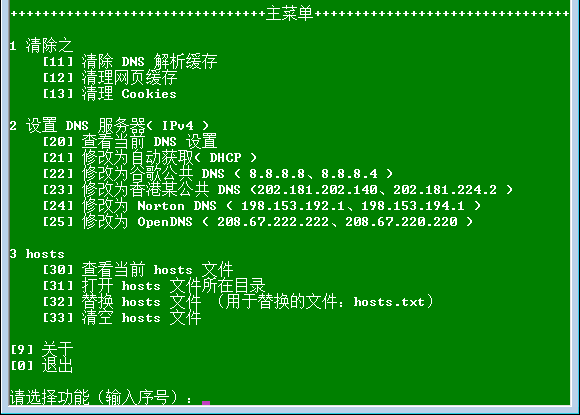 ++++++++++++++++++++++++++++++++主菜单++++++++++++++++++++++++++++++++
1 清除之
[11] 清除 DNS 解析缓存
[12] 清理网页缓存
[13] 清理 Cookies
2 设置 DNS 服务器( IPv4 )
[20] 查看当前 DNS 设置
[21] 修改为自动获取( DHCP )
[22] 修改为谷歌公共 DNS ( 8.8.8.8、8.8.8.4 )
[23] 修改为香港某公共 DNS (202.181.202.140、202.181.224.2 )
[24] 修改为 Norton DNS ( 198.153.192.1、198.153.194.1 )
[25] 修改为 OpenDNS ( 208.67.222.222、208.67.220.220 )
3 hosts
[30] 查看当前 hosts 文件
[31] 打开 hosts 文件所在目录
[32] 替换 hosts 文件 （用于替换的文件：hosts.txt）
[33] 清空 hosts 文件
[9] 关于
[0] 退出
请选择功能（输入序号）：